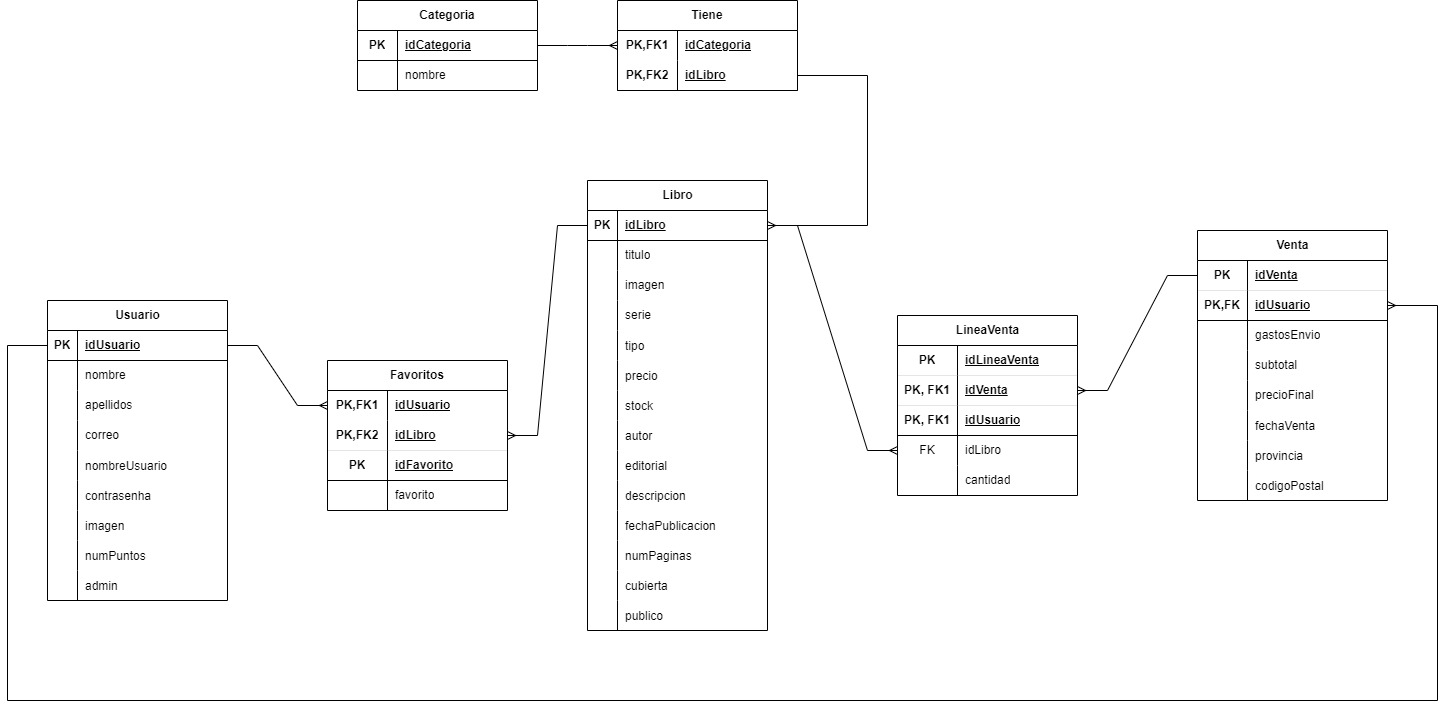 Categoria
PK idCategoria
nombre
Tiene
PK,FK1 idCategoria
PK,FK2 idLibro
Libro
PK idLibro
titulo
imagen
serie
tipo
precio
stock
autor
editorial
descripcion
fechaPublicacion
numPaginas
cubierta
publico
Usuario
PK idUsuario
nombre
apellidos
correo
nombreUsuario
contrasenha
imagen
numPuntos
admin
Favoritos
PK,FK1 idUsuario
PK,FK2 idLibro
PK idFavorito
favorito
LineaVenta
PK idLineaVenta
PK, FK1 idVenta
PK, FK1 idUsuario
FK idLibro
cantidad
Venta
PK idVenta
PK,FK idUsuario
gastosEnvio
subtotal
precioFinal
fechaVenta
provincia
codigoPostal